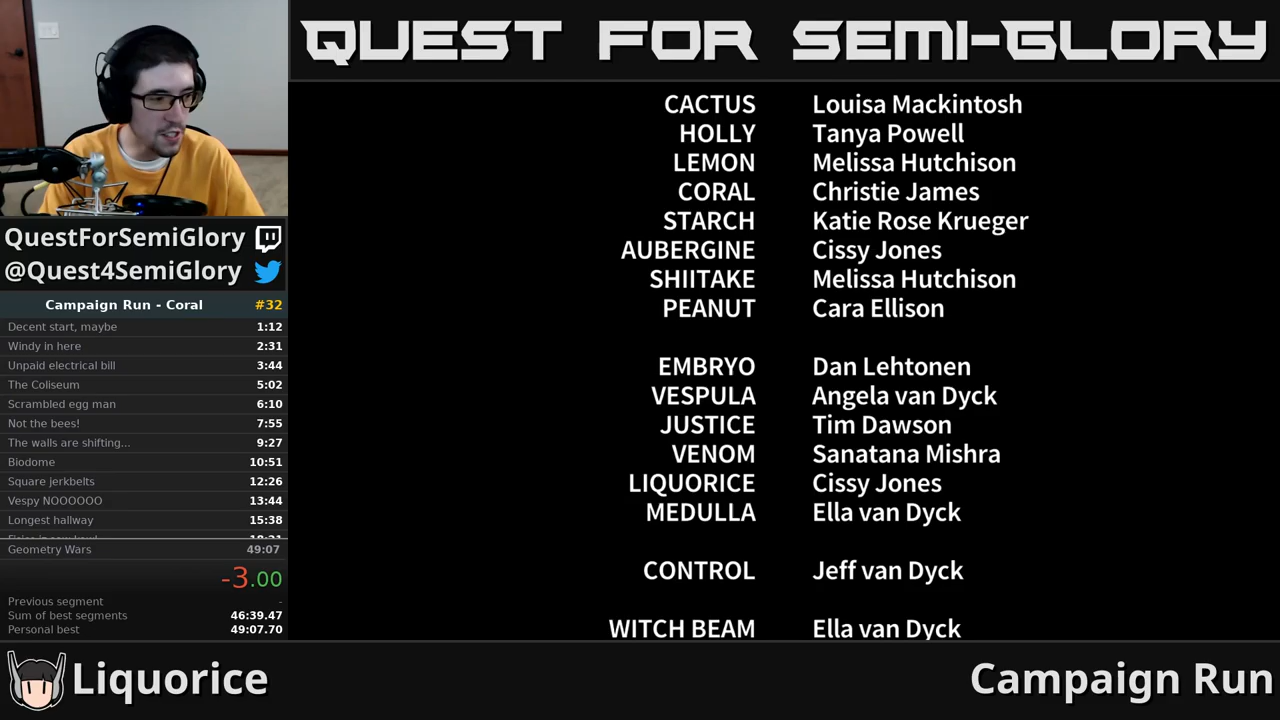 QUEST FOR SEMI-GLORY
QuestForSemiGlory
@Quest4SemiGlory
Campaign Run - Coral #32
Decent start, maybe 1:12
Windy in here 2:31
Unpaid electrical bill 3:44
The Coliseum 5:02
Scrambled egg man 6:10
Not the bees! 7:55
The walls are shifting... 9:27
Biodome 10:51
Square jerkbelts 12:26
Vespy NOOOOOO 13:44
Longest hallway 15:38
Geometry Wars 49:07
-3.00
Previous segment -
Sum of best segments 46:39.47
Personal best 49:07.70
CACTUS Louisa Mackintosh
HOLLY Tanya Powell
LEMON Melissa Hutchison
CORAL Christie James
STARCH Katie Rose Krueger
AUBERGINE Cissy Jones
SHIITAKE Melissa Hutchison
PEANUT Cara Ellison
EMBRYO Dan Lehtonen
VESPULA Angela van Dyck
JUSTICE Tim Dawson
VENOM Sanatana Mishra
LIQUORICE Cissy Jones
MEDULLA Ella van Dyck
CONTROL Jeff van Dyck
WITCH BEAM Ella van Dyck
Liquorice
Campaign Run